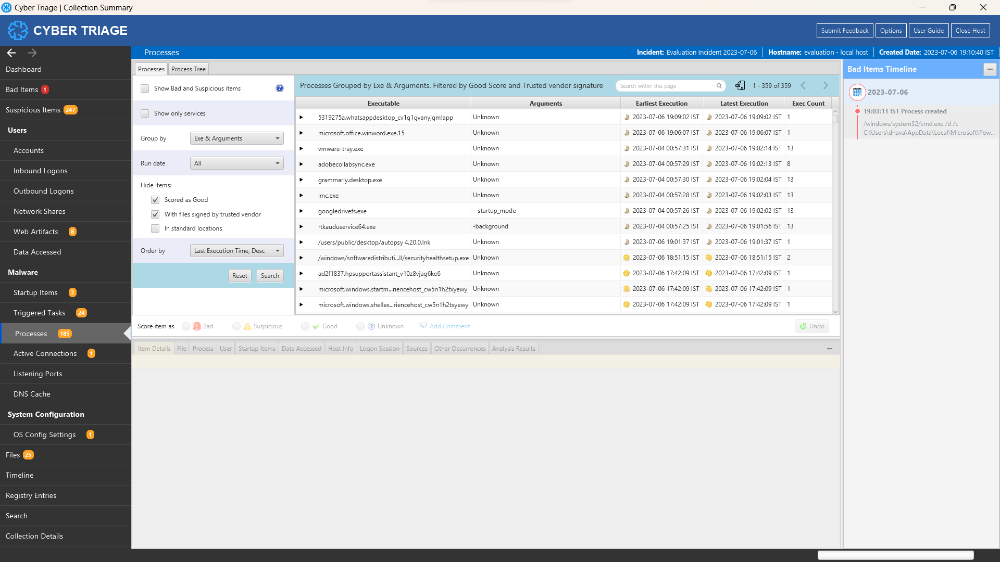 Cyber Triage | Collection Summary
CYBER TRIAGE
Submit Feedback
Options
User Guide
Close Host
Processes
Incident: Evaluation Incident 2023-07-06
Hostname: evaluation - local host
Created Date: 2023-07-06 19:10:40 IST
Dashboard
Bad Items 1
Suspicious Items 247
Users
Accounts
Inbound Logons
Outbound Logons
Network Shares
Web Artifacts 8
Data Accessed
Malware
Startup Items 3
Triggered Tasks 24
Processes 185
Active Connections 1
Listening Ports
DNS Cache
System Configuration
OS Config Settings 1
Files 25
Timeline
Registry Entries
Search
Collection Details
Processes
Process Tree
Show Bad and Suspicious items
?
Show only services
Group by Exe & Arguments
Run date All
Hide items:
Scored as Good
With files signed by trusted vendor
In standard locations
Order by Last Execution Time, Desc
Reset
Search
Processes Grouped by Exe & Arguments. Filtered by Good Score and Trusted vendor signature
Search within this page
1 - 359 of 359
Executable Arguments Earliest Execution Latest Execution Exec Count
5319275a.whatsappdesktop_cv1g1gvanyjgm!app Unknown 2023-07-06 19:09:02 IST 2023-07-06 19:09:02 IST 1
microsoft.office.winword.exe.15 Unknown 2023-07-06 19:06:07 IST 2023-07-06 19:06:07 IST 1
vmware-tray.exe Unknown 2023-07-04 00:57:31 IST 2023-07-06 19:02:14 IST 13
adobecollabsync.exe Unknown 2023-07-04 00:57:29 IST 2023-07-06 19:02:13 IST 8
grammarly.desktop.exe Unknown 2023-07-04 00:57:30 IST 2023-07-06 19:02:04 IST 13
lmc.exe Unknown 2023-07-04 00:57:28 IST 2023-07-06 19:02:03 IST 13
googledrivefs.exe --startup_mode 2023-07-04 00:57:26 IST 2023-07-06 19:02:02 IST 13
rtkauduservice64.exe -background 2023-07-04 00:57:25 IST 2023-07-06 19:01:56 IST 13
/users/public/desktop/autopsy 4.20.0.lnk Unknown 2023-07-06 19:01:37 IST 2023-07-06 19:01:37 IST 1
/windows/softwaredistributi...ll/securityhealthsetup.exe Unknown 2023-07-06 18:51:15 IST 2023-07-06 18:51:15 IST 2
ad2f1837.hpsupportassistant_v10z8vjag6ke6 Unknown 2023-07-06 17:42:09 IST 2023-07-06 17:42:09 IST 1
microsoft.windows.startm...riencehost_cw5n1h2txyewy Unknown 2023-07-06 17:42:09 IST 2023-07-06 17:42:09 IST 1
microsoft.windows.shellex...riencehost_cw5n1h2txyewy Unknown 2023-07-06 17:42:09 IST 2023-07-06 17:42:09 IST 1
Score item as Bad Suspicious Good ? Unknown Add Comment Undo
Item Details File Process User Startup Items Data Accessed Host Info Logon Session Sources Other Occurrences Analysis Results
Bad Items Timeline
2023-07-06
19:03:11 IST Process created
/windows/system32/cmd.exe /d /c
C:\Users\dhava\AppData\Local\Microsoft\Pow...